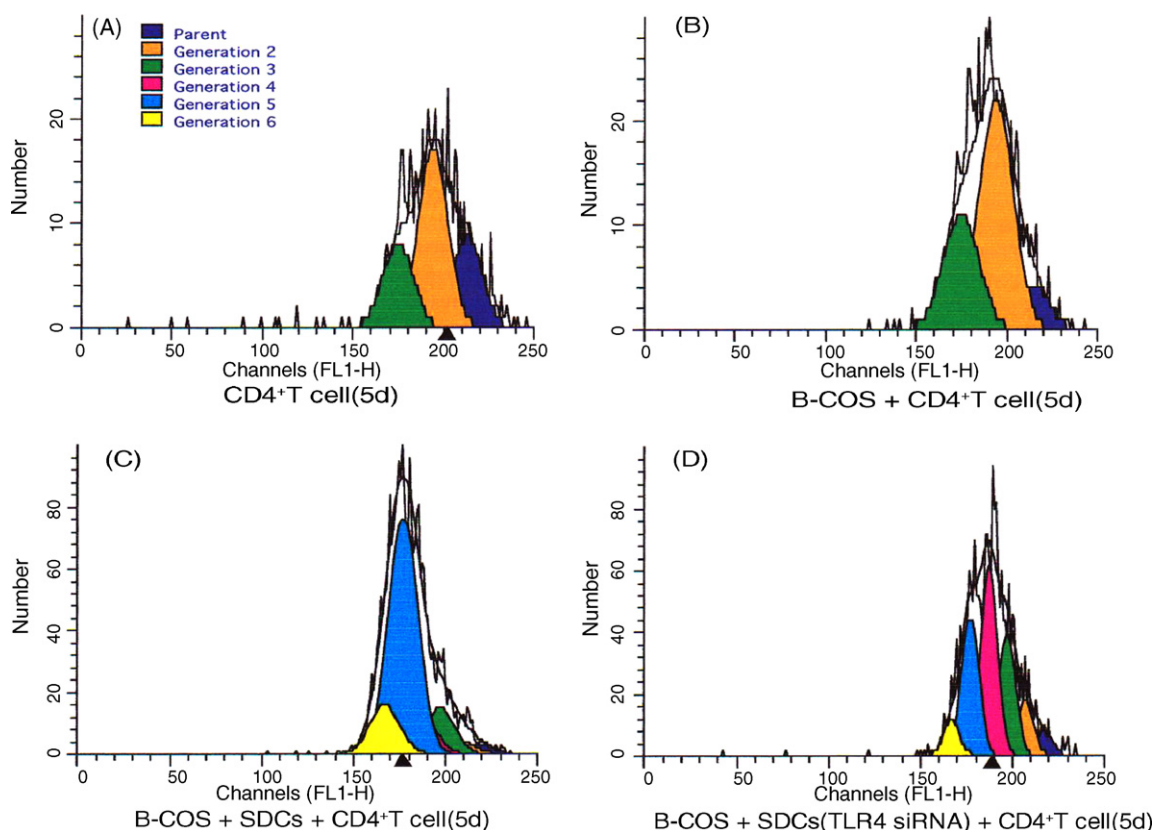 (A)
Parent
Generation 2
Generation 3
Generation 4
Generation 5
Generation 6
Number
20
10
0
0 50 100 150 200 250
Channels (FL1-H)
CD4⁺T cell(5d)
(B)
Number
20
10
0
0 50 100 150 200 250
Channels (FL1-H)
B-COS + CD4⁺T cell(5d)
(C)
Number
80
60
40
20
0
0 50 100 150 200 250
Channels (FL1-H)
B-COS + SDCs + CD4⁺T cell(5d)
(D)
Number
80
60
40
20
0
0 50 100 150 200 250
Channels (FL1-H)
B-COS + SDCs(TLR4 siRNA) + CD4⁺T cell(5d)